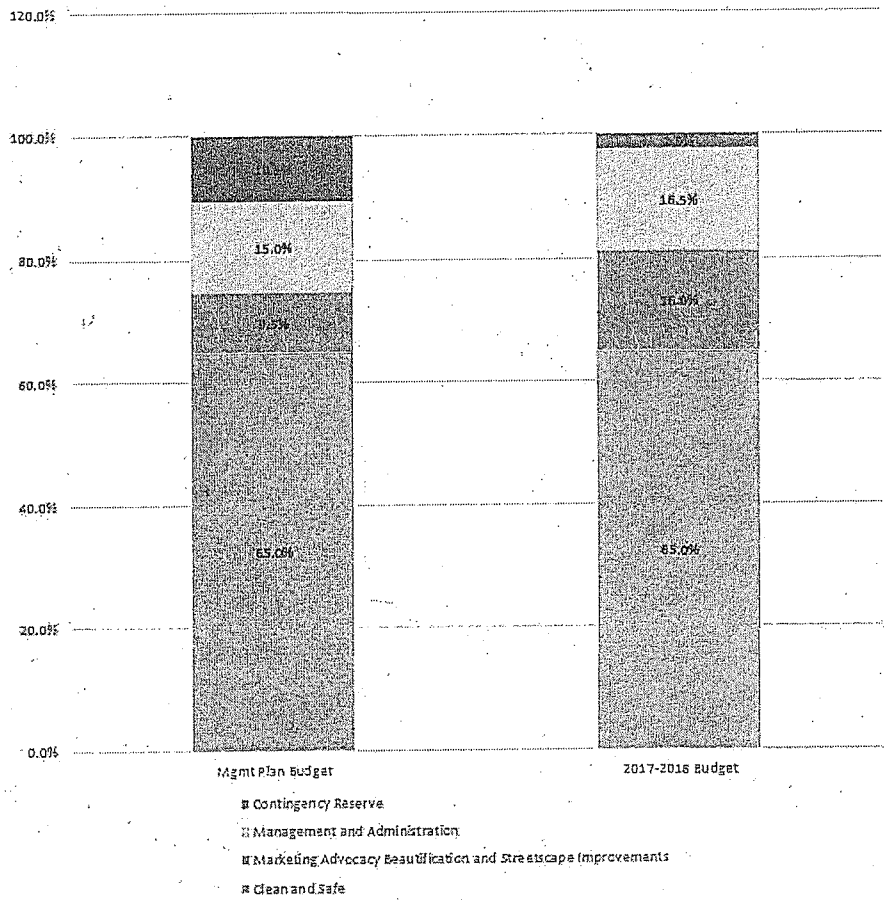 120.0%
100.0%
80.0%
60.0%
40.0%
20.0%
0.0%
15.0%
9.5%
65.0%
16.5%
16.0%
65.0%
Mgmt Plan Budget
2017-2018 Budget
Contingency Reserve
Management and Administration
Marketing Advocacy Beautification and Streetscape Improvements
Clean and Safe